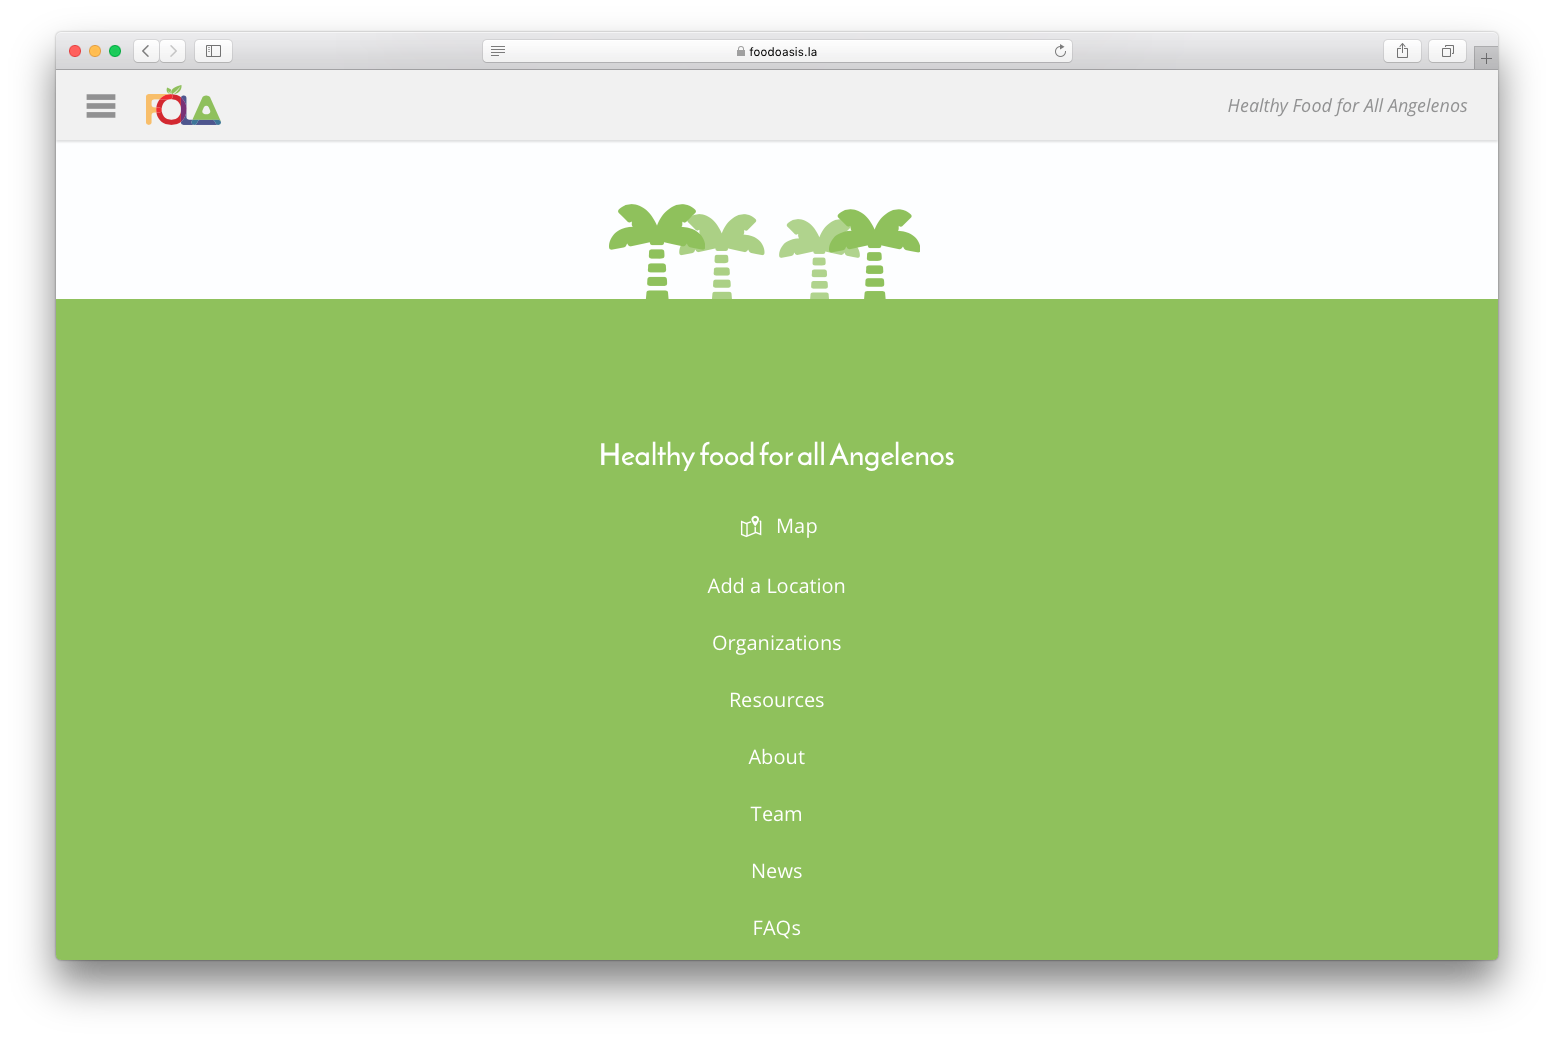 foodoasis.la
FOLA
Healthy Food for All Angelenos
Healthy food for all Angelenos
Map
Add a Location
Organizations
Resources
About
Team
News
FAQs